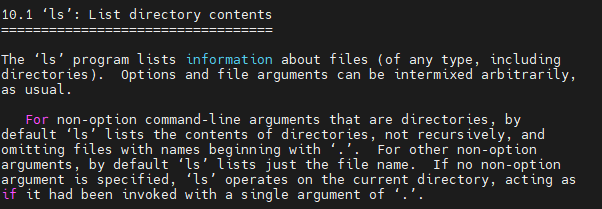 10.1 ‘ls’: List directory contents
==================================
The ‘ls’ program lists information about files (of any type, including
directories).  Options and file arguments can be intermixed arbitrarily,
as usual.
For non-option command-line arguments that are directories, by
default ‘ls’ lists the contents of directories, not recursively, and
omitting files with names beginning with ‘.’.  For other non-option
arguments, by default ‘ls’ lists just the file name.  If no non-option
argument is specified, ‘ls’ operates on the current directory, acting as
if it had been invoked with a single argument of ‘.’.